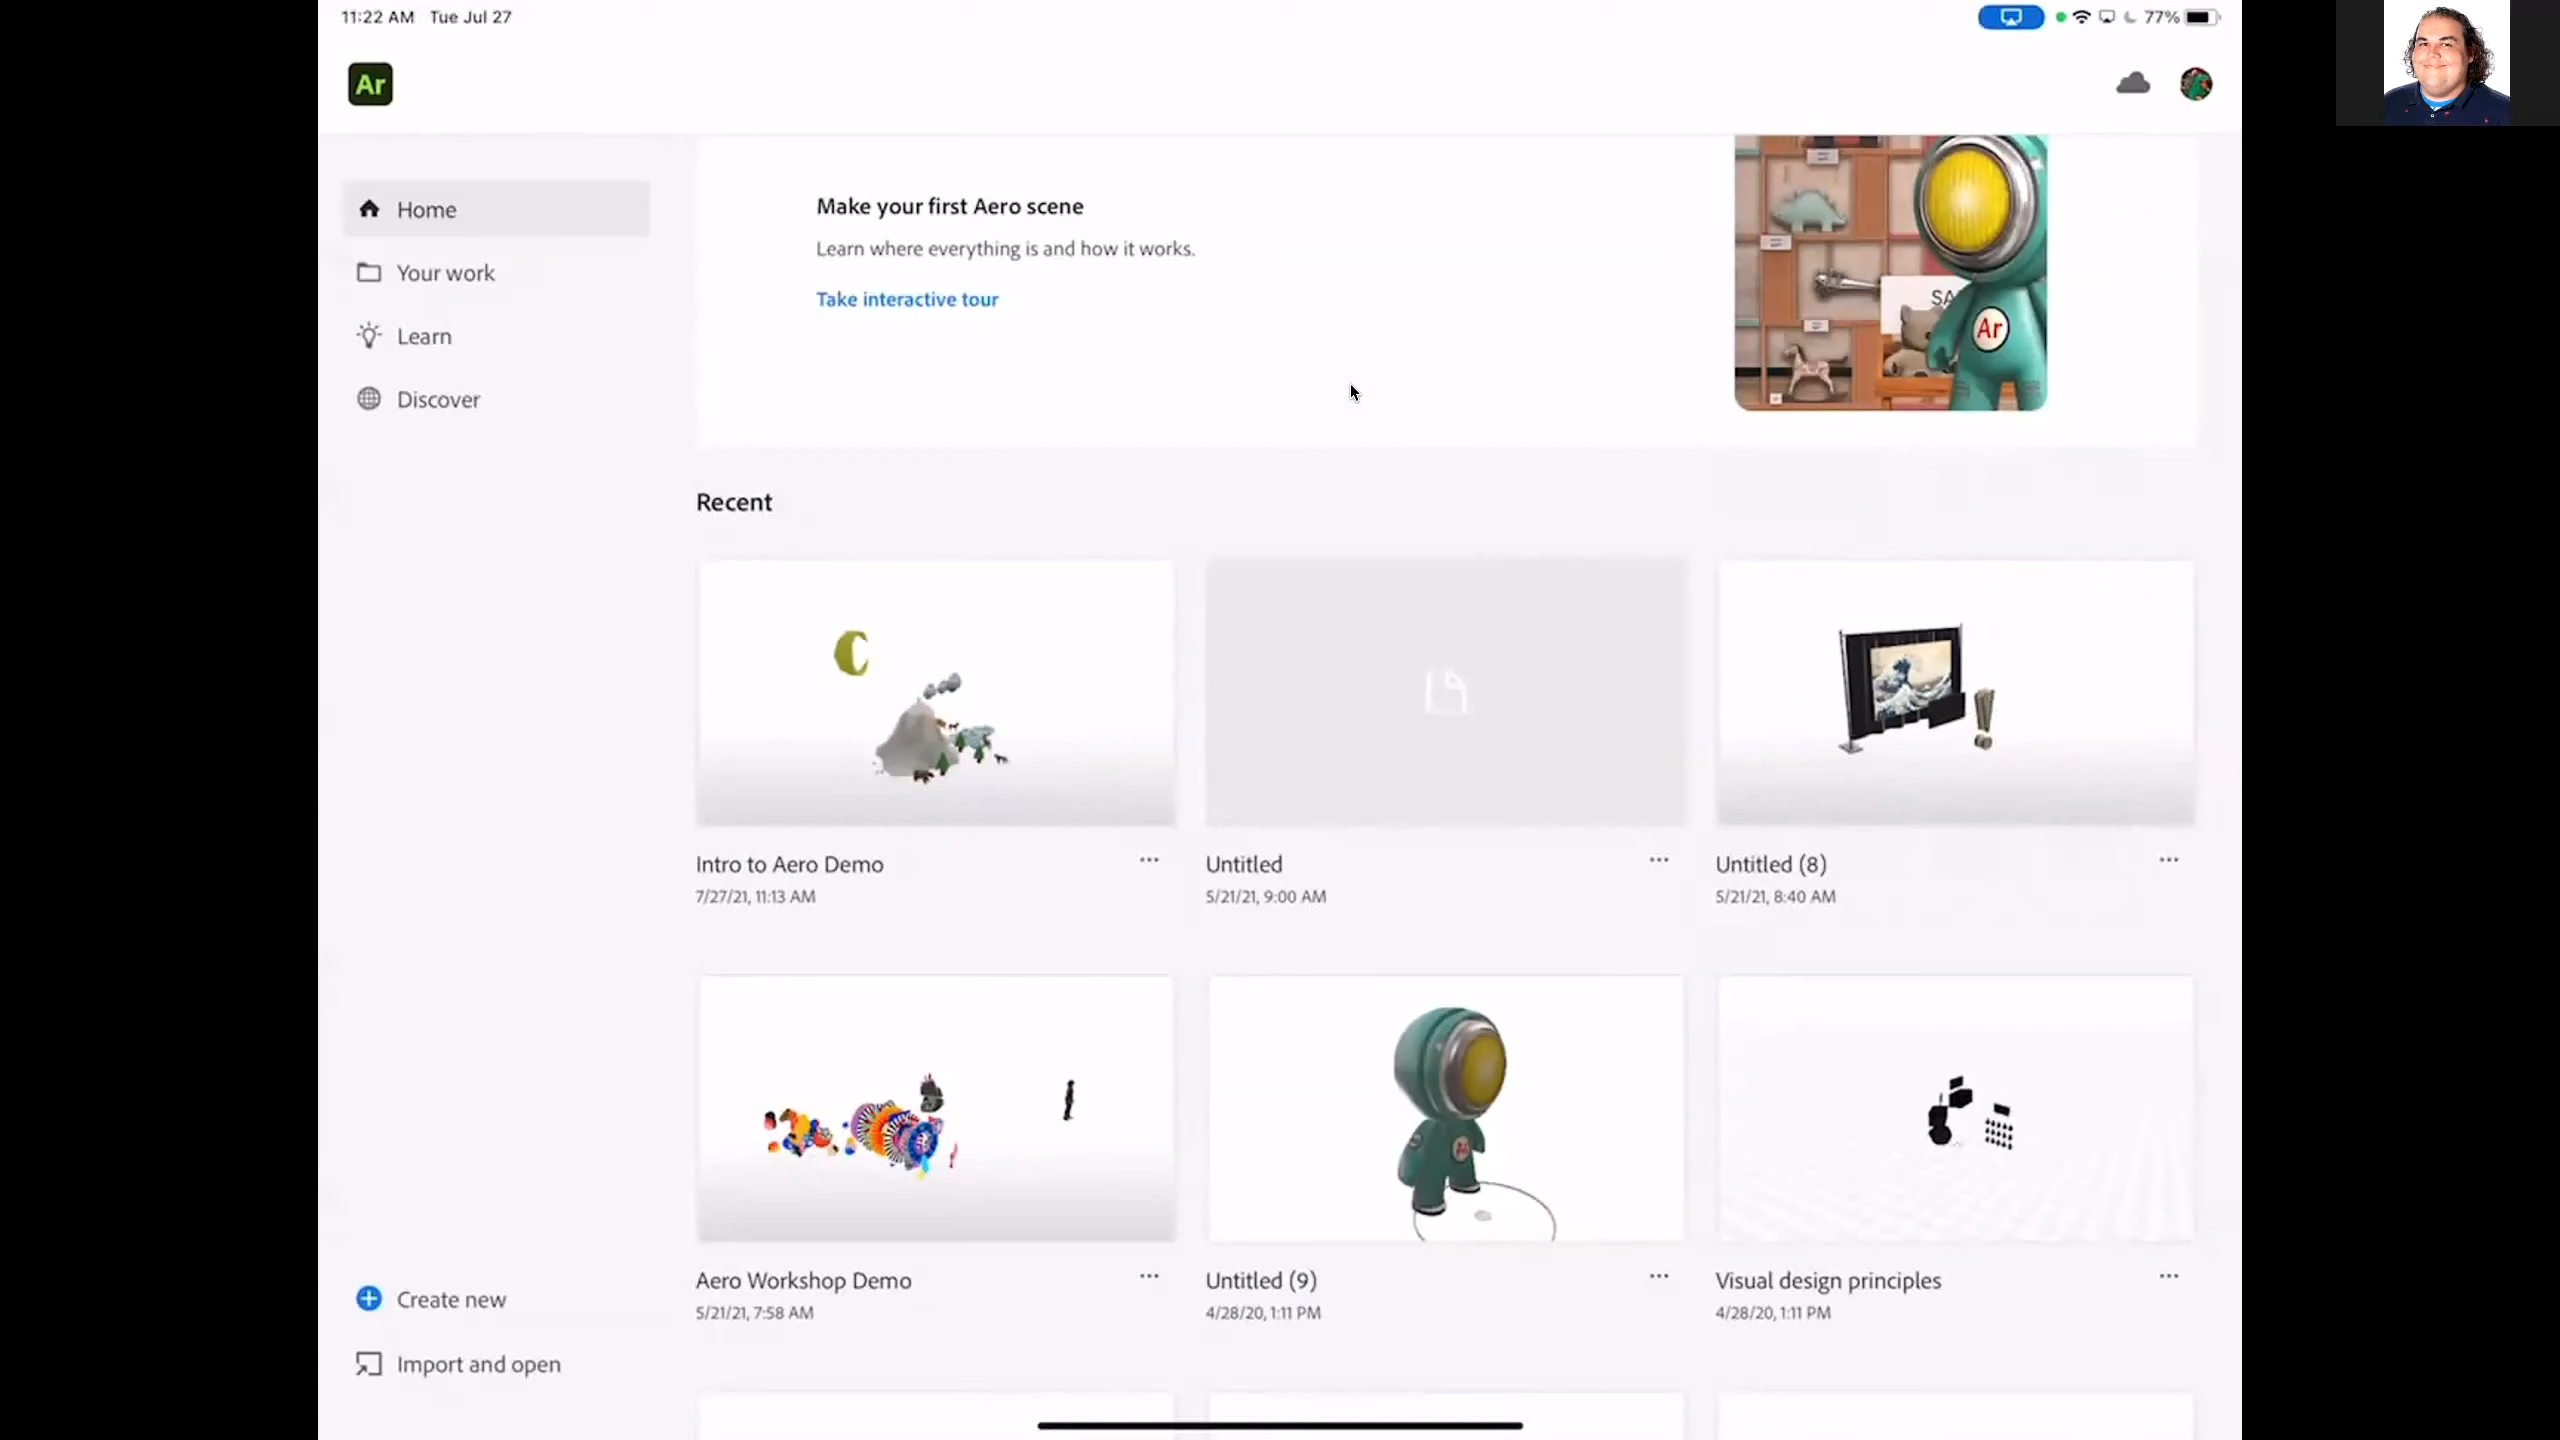 11:22 AM Tue Jul 27
77%
Ar
Home
Your work
Learn
Discover
Make your first Aero scene
Learn where everything is and how it works.
Take interactive tour
SA
Ar
Recent
Intro to Aero Demo
7/27/21, 11:13 AM
Untitled
5/21/21, 9:00 AM
Untitled (8)
5/21/21, 8:40 AM
Aero Workshop Demo
5/21/21, 7:58 AM
Untitled (9)
4/28/20, 1:11 PM
Visual design principles
4/28/20, 1:11 PM
Create new
Import and open